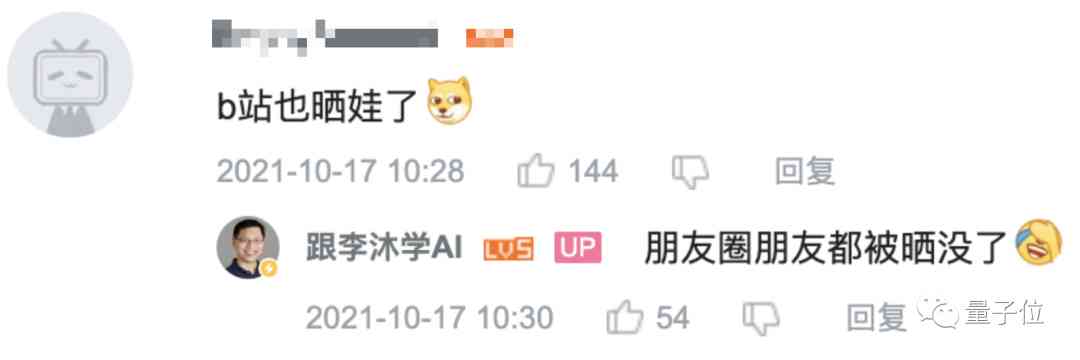 b站也晒娃了
2021-10-17 10:28 144 回复
跟李沐学AI LV5 UP 朋友圈朋友都被晒没了
2021-10-17 10:30 54 回复
量子位